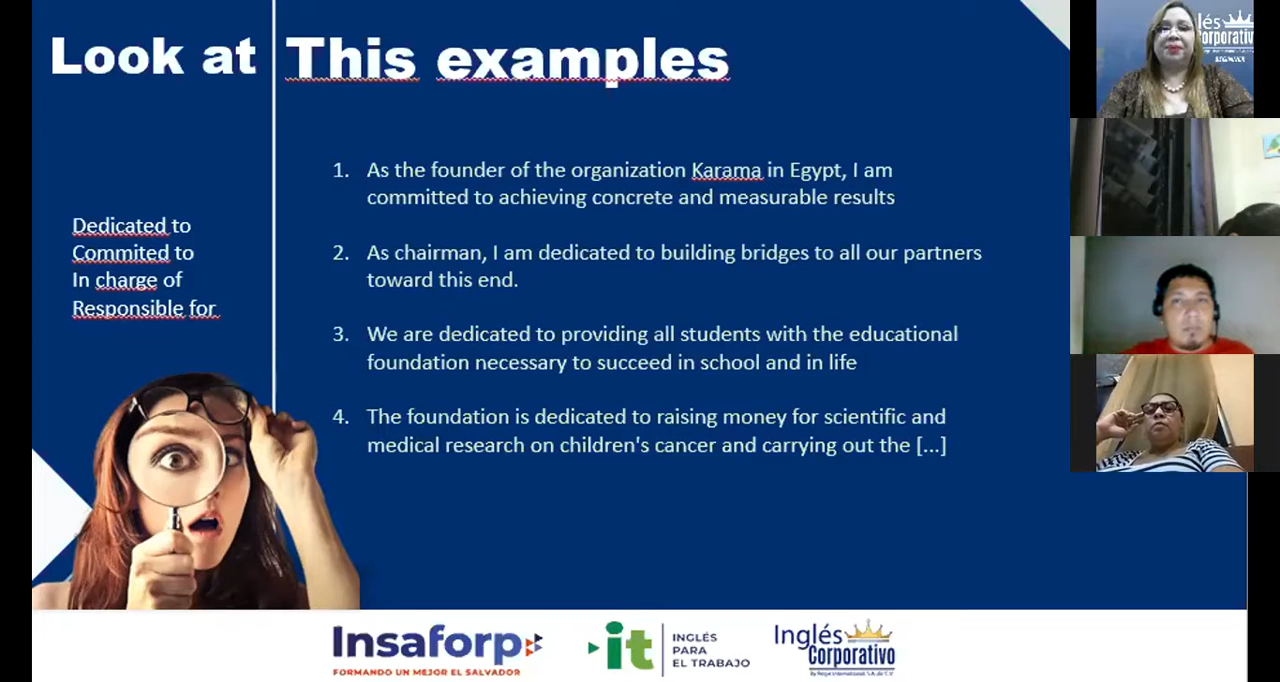 Look at This examples
Dedicated to
Commited to
In charge of
Responsible for
1. As the founder of the organization Karama in Egypt, I am
committed to achieving concrete and measurable results
2. As chairman, I am dedicated to building bridges to all our partners
toward this end.
3. We are dedicated to providing all students with the educational
foundation necessary to succeed in school and in life
4. The foundation is dedicated to raising money for scientific and
medical research on children's cancer and carrying out the [...]
Insaforp
FORMANDO UN MEJOR EL SALVADOR
it
INGLÉS
PARA
EL TRABAJO
Inglés
Corporativo